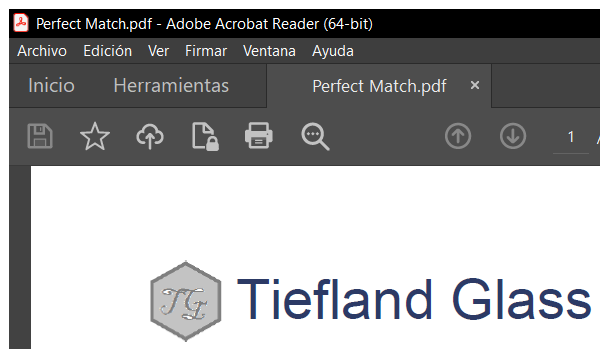 Perfect Match.pdf - Adobe Acrobat Reader (64-bit)
Archivo Edición Ver Firmar Ventana Ayuda
Inicio Herramientas Perfect Match.pdf ×
1 /
TG Tiefland Glass